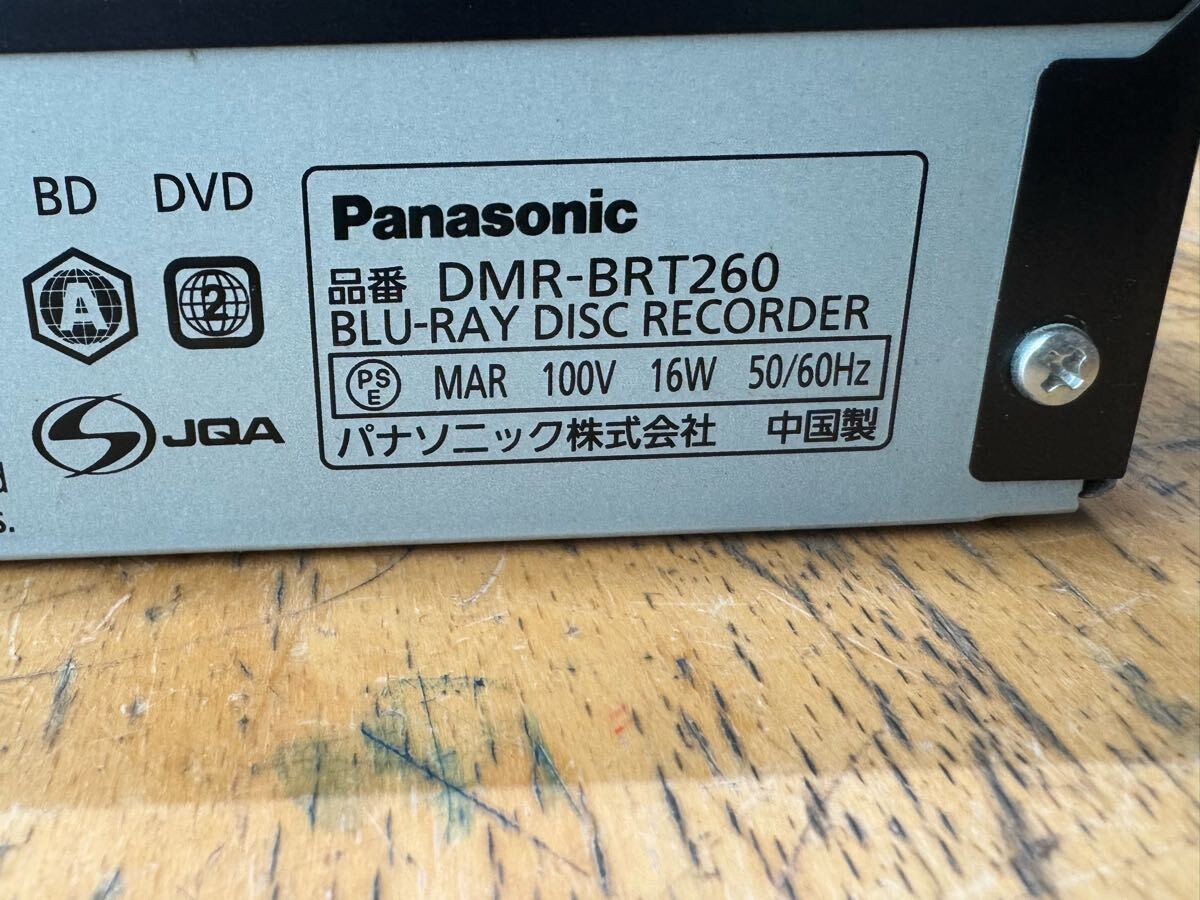 BD DVD
A 2
JQA
d
s.
Panasonic
品番 DMR-BRT260
BLU-RAY DISC RECORDER
PSE MAR 100V 16W 50/60Hz
パナソニック株式会社 中国製